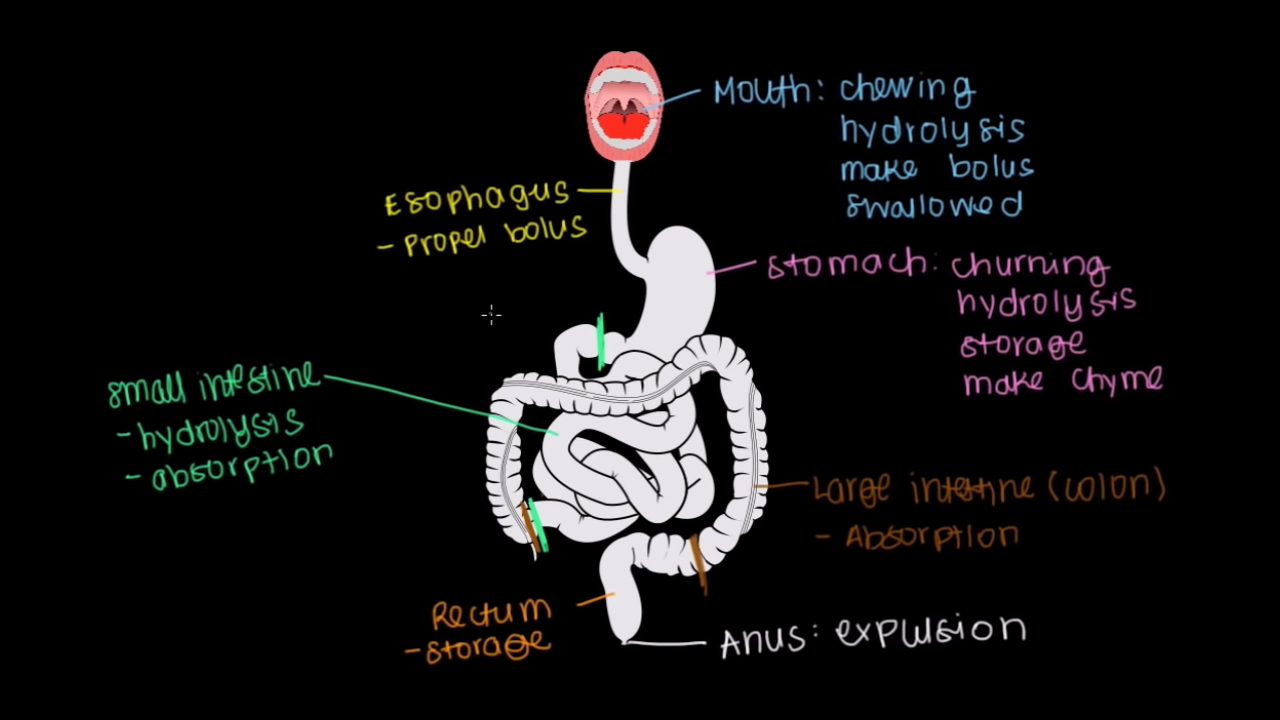 Mouth: chewing
hydrolysis
make bolus
swallowed
Esophagus
- Propel bolus
stomach: churning
hydrolysis
storage
make chyme
small intestine
- hydrolysis
- absorption
Large intestine (colon)
- Absorption
Rectum
- storage
Anus: expulsion